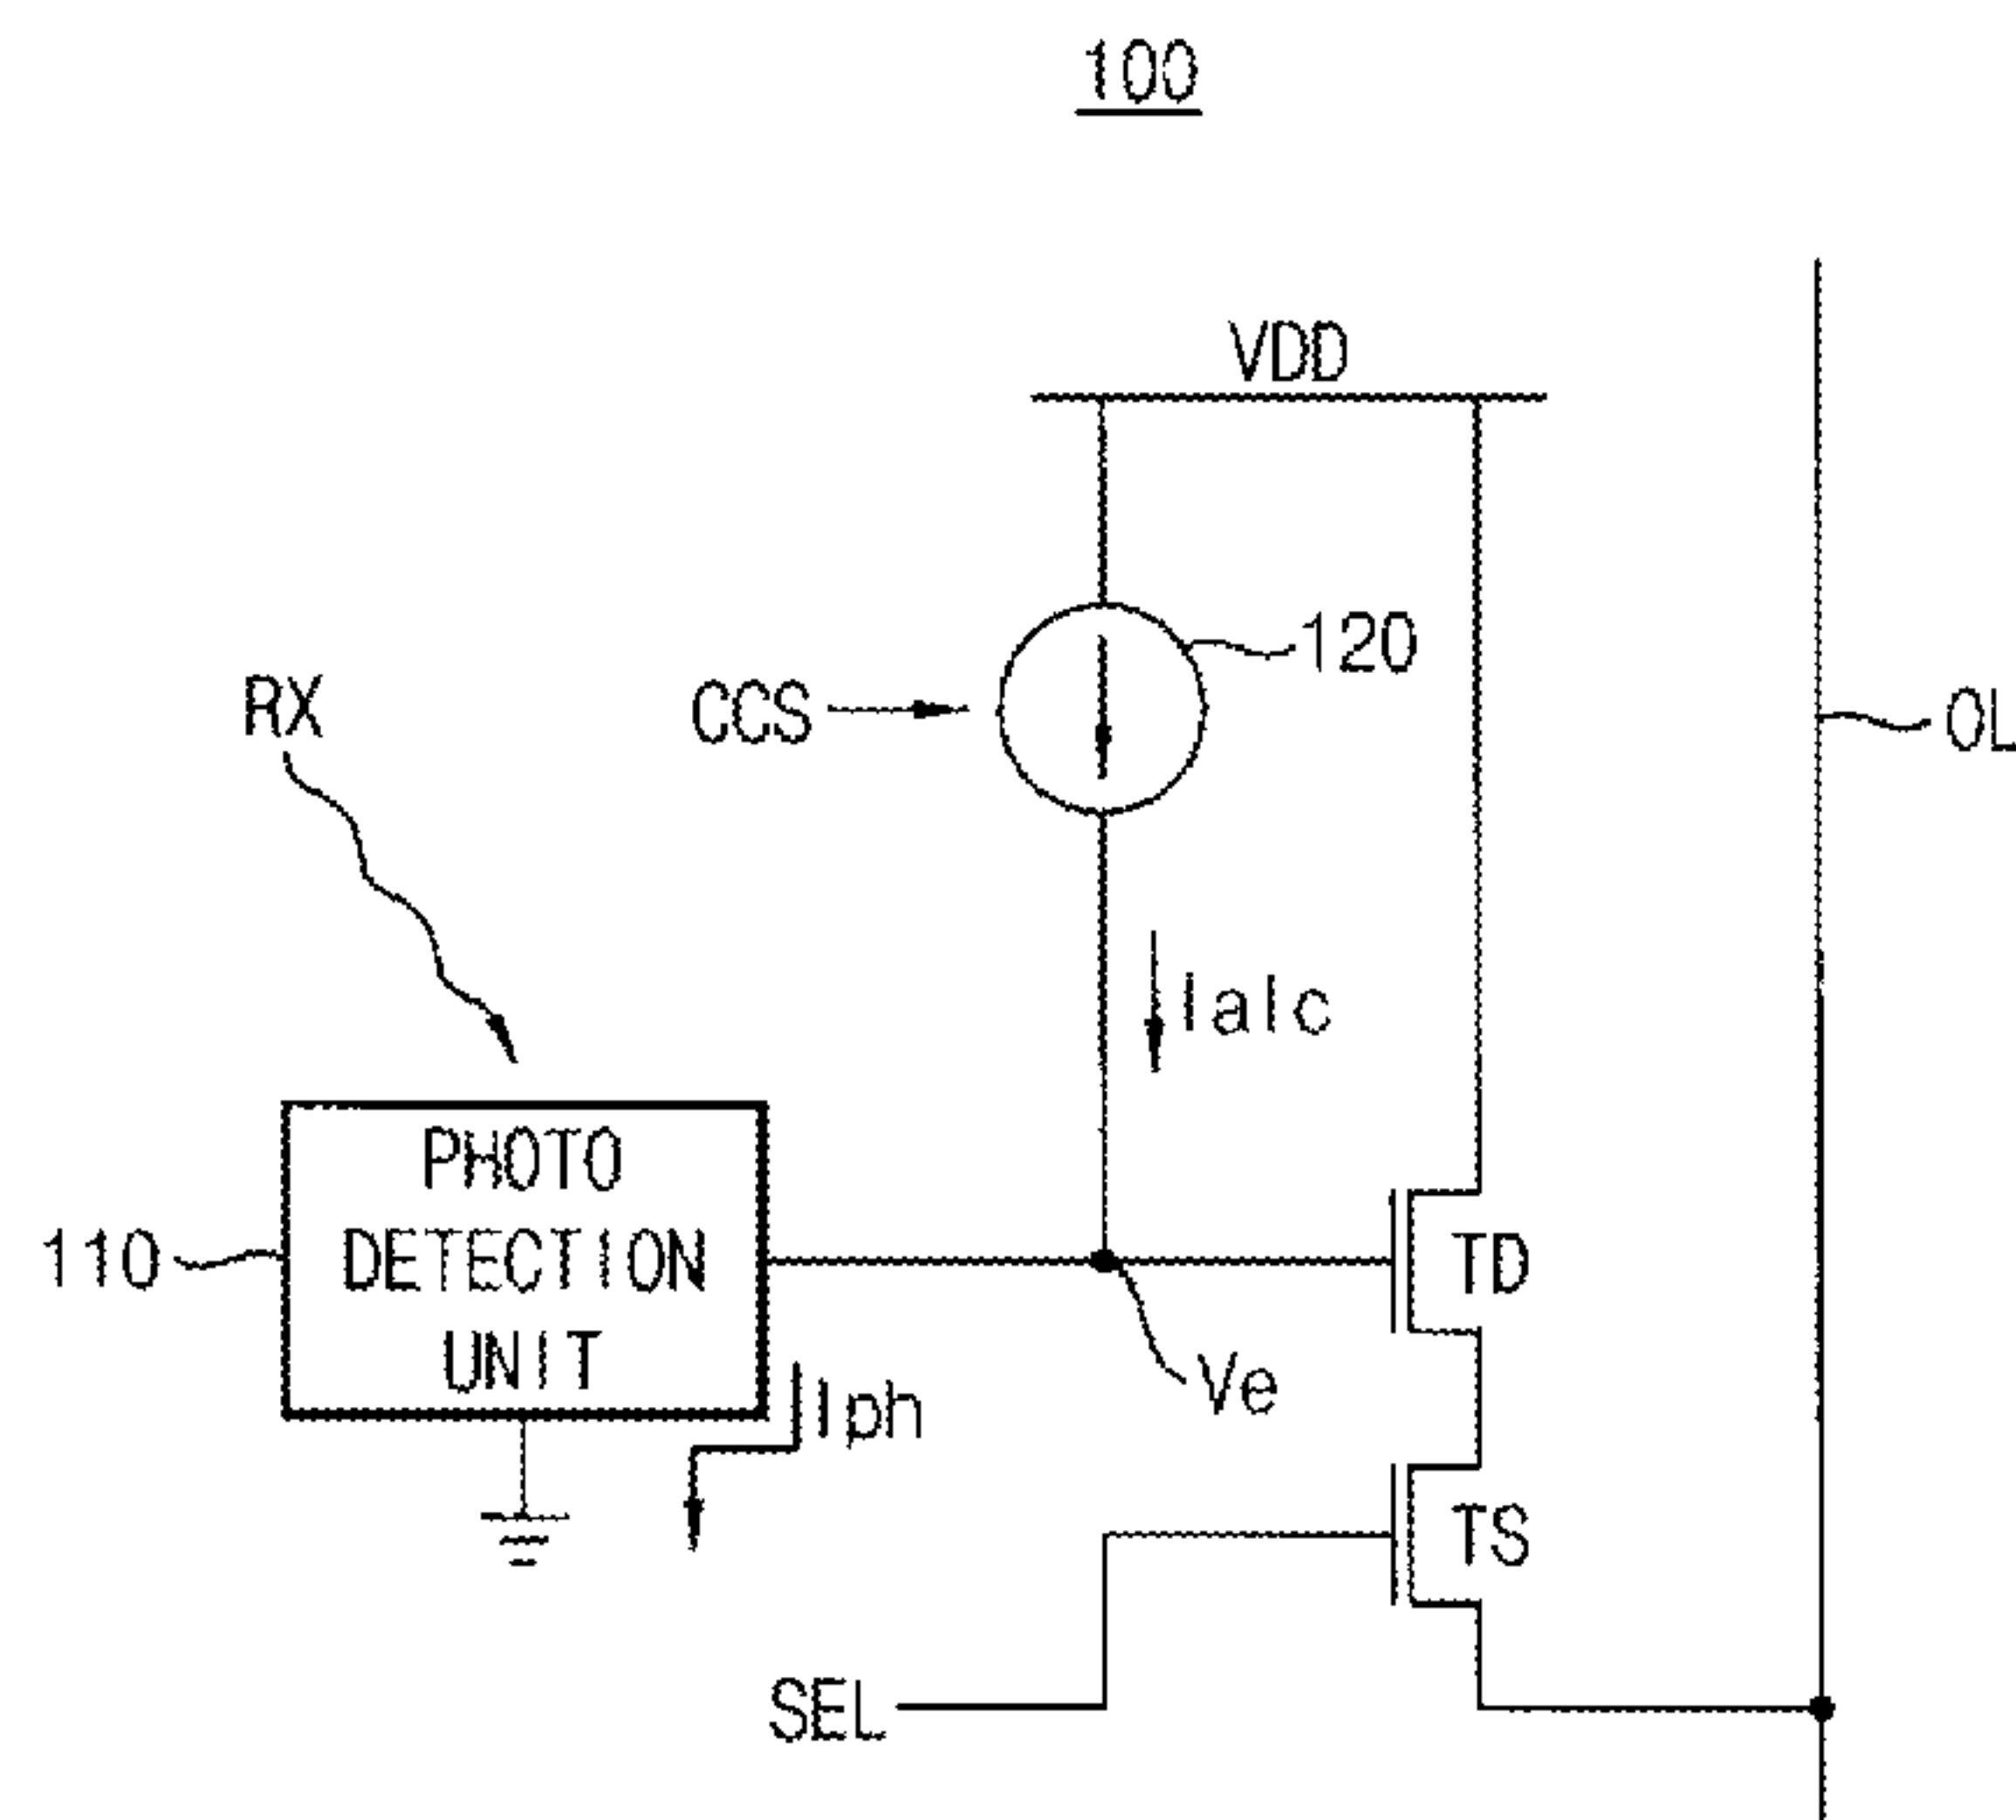 100
VDD
120
RX
CCS
OL
Ialc
PHOTO
DETECTION
UNIT
110
TD
Ve
Iph
TS
SEL